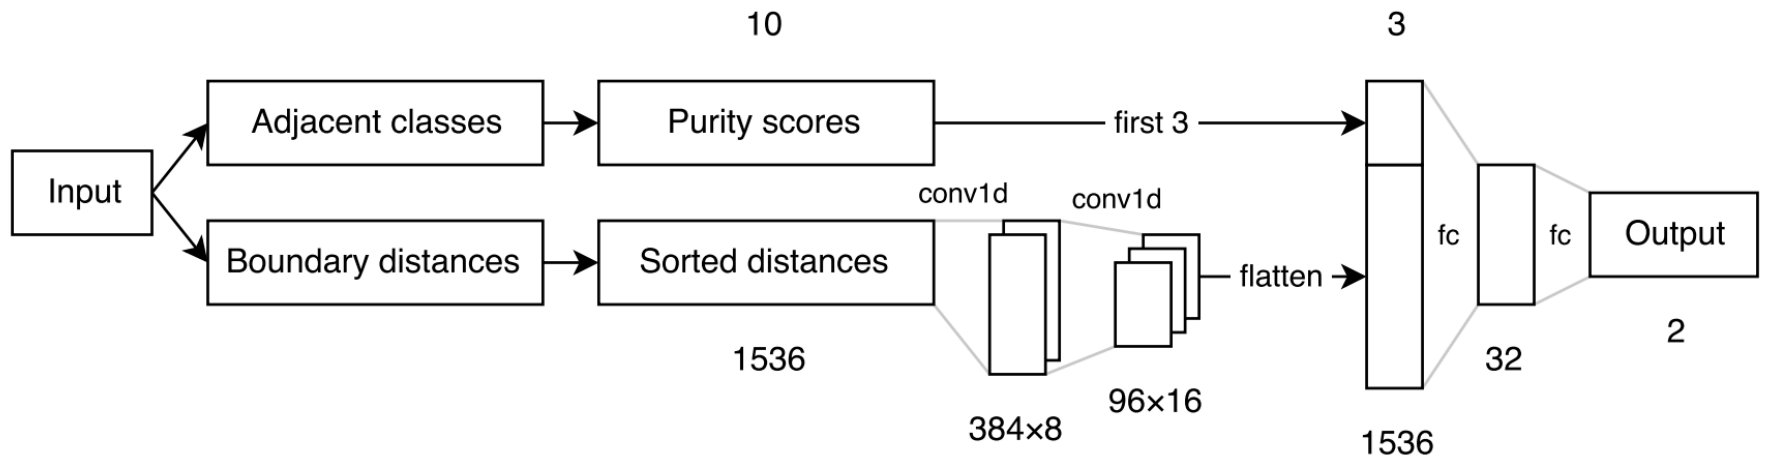 10
3
Adjacent classes
Purity scores
first 3
Input
conv1d
conv1d
Boundary distances
Sorted distances
flatten
fc
fc
Output
1536
384×8
96×16
1536
32
2